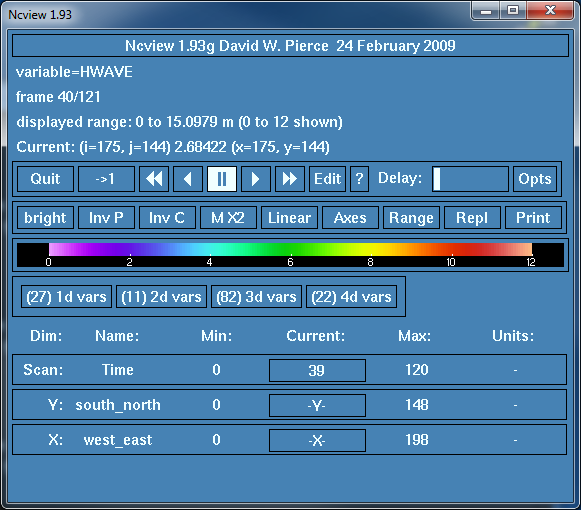 Ncview 1.93
Ncview 1.93g David W. Pierce 24 February 2009
variable=HWAVE
frame 40/121
displayed range: 0 to 15.0979 m (0 to 12 shown)
Current: (i=175, j=144) 2.68422 (x=175, y=144)
Quit ->1 Edit ? Delay: Opts
bright Inv P Inv C M X2 Linear Axes Range Repl Print
0 2 4 6 8 10 12
(27) 1d vars (11) 2d vars (82) 3d vars (22) 4d vars
Dim: Name: Min: Current: Max: Units:
Scan: Time 0 39 120 -
Y: south_north 0 -Y- 148 -
X: west_east 0 -X- 198 -